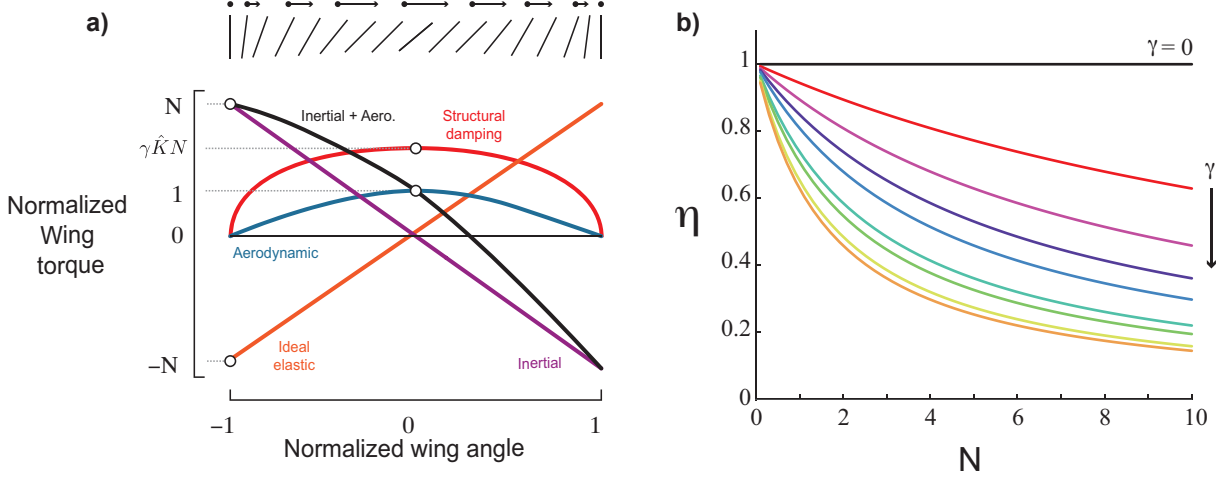 a)
N
γK̂N
1
0
−N
Normalized
Wing
torque
Inertial + Aero.
Structural
damping
Aerodynamic
Ideal
elastic
Inertial
−1
0
1
Normalized wing angle
b)
γ = 0
1
0.8
0.6
0.4
0.2
0
η
γ
0
2
4
6
8
10
N